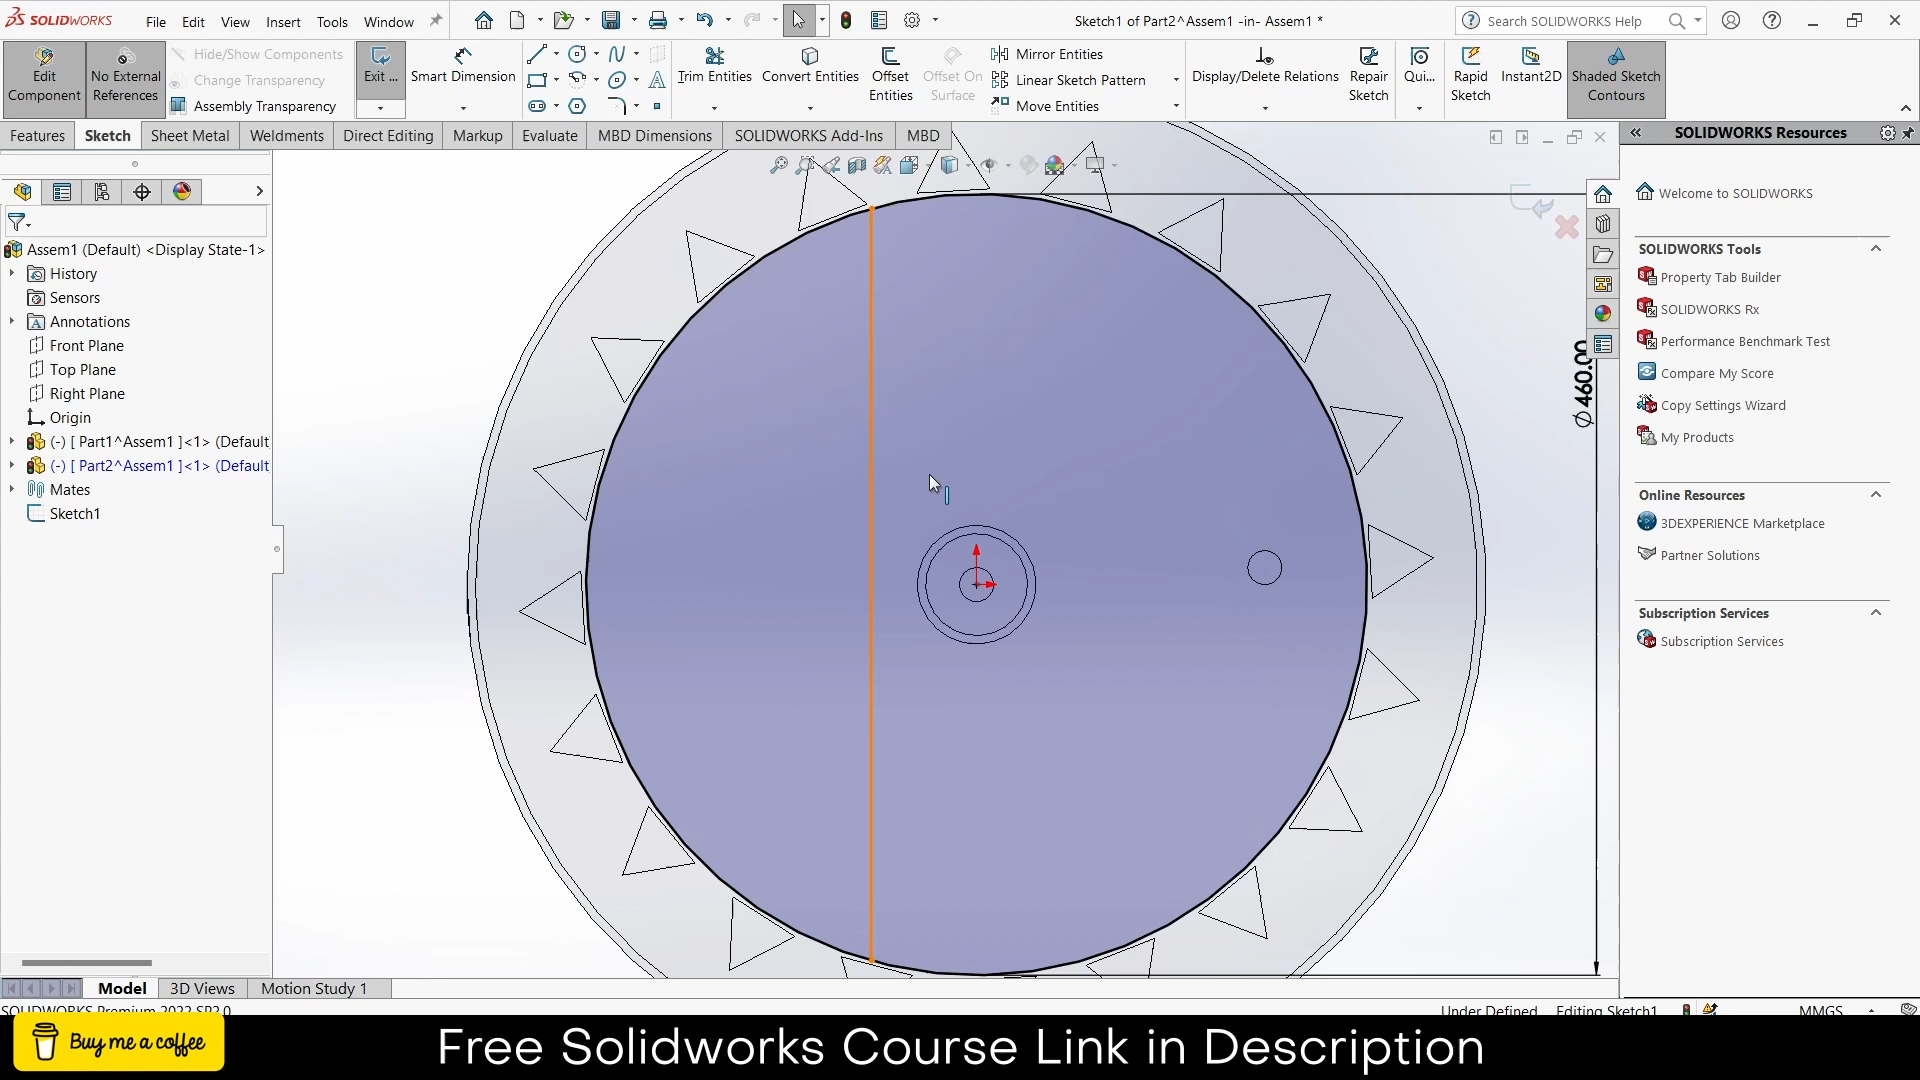 SOLIDWORKS
File Edit View Insert Tools Window
Sketch1 of Part2^Assem1 -in- Assem1 *
Search SOLIDWORKS Help
Edit Component
No External References
Hide/Show Components
Change Transparency
Assembly Transparency
Exit ...
Smart Dimension
Trim Entities
Convert Entities
Offset Entities
Offset On Surface
Mirror Entities
Linear Sketch Pattern
Move Entities
Display/Delete Relations
Repair Sketch
Qui...
Rapid Sketch
Instant2D
Shaded Sketch Contours
Features Sketch Sheet Metal Weldments Direct Editing Markup Evaluate MBD Dimensions SOLIDWORKS Add-Ins MBD
Assem1 (Default) <Display State-1>
History
Sensors
Annotations
Front Plane
Top Plane
Right Plane
Origin
(-) [ Part1^Assem1 ]<1> (Default
(-) [ Part2^Assem1 ]<1> (Default
Mates
Sketch1
Ø460.00
SOLIDWORKS Resources
Welcome to SOLIDWORKS
SOLIDWORKS Tools
Property Tab Builder
SOLIDWORKS Rx
Performance Benchmark Test
Compare My Score
Copy Settings Wizard
My Products
Online Resources
3DEXPERIENCE Marketplace
Partner Solutions
Subscription Services
Subscription Services
Model 3D Views Motion Study 1
SOLIDWORKS Premium 2022 SP2.0
Under Defined Editing Sketch1 MMGS
Buy me a coffee
Free Solidworks Course Link in Description